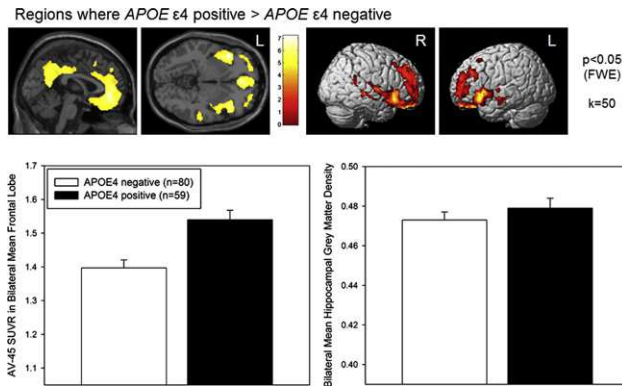 Regions where APOE ε4 positive > APOE ε4 negative
L
7
6
5
4
3
2
1
0
R
L
p<0.05
(FWE)
k=50
AV-45 SUVR in Bilateral Mean Frontal Lobe
1.7
1.6
1.5
1.4
1.3
1.2
1.1
APOE4 negative (n=80)
APOE4 positive (n=59)
Bilateral Mean Hippocampal Grey Matter Density
0.50
0.48
0.46
0.44
0.42
0.40